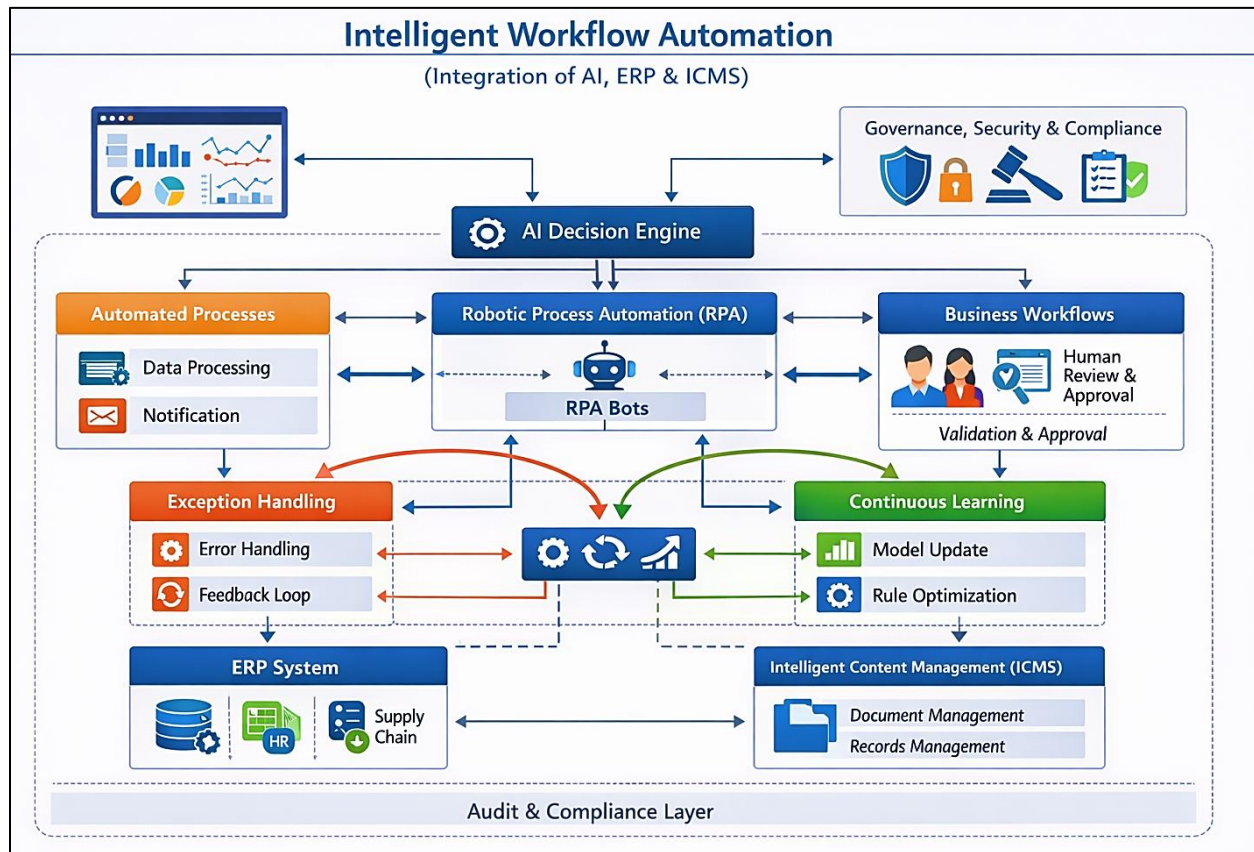 Intelligent Workflow Automation
(Integration of AI, ERP & ICMS)
Governance, Security & Compliance
AI Decision Engine
Automated Processes
Data Processing
Notification
Robotic Process Automation (RPA)
RPA Bots
Business Workflows
Human
Review &
Approval
Validation & Approval
Exception Handling
Error Handling
Feedback Loop
Continuous Learning
Model Update
Rule Optimization
ERP System
HR
Supply
Chain
Intelligent Content Management (ICMS)
Document Management
Records Management
Audit & Compliance Layer